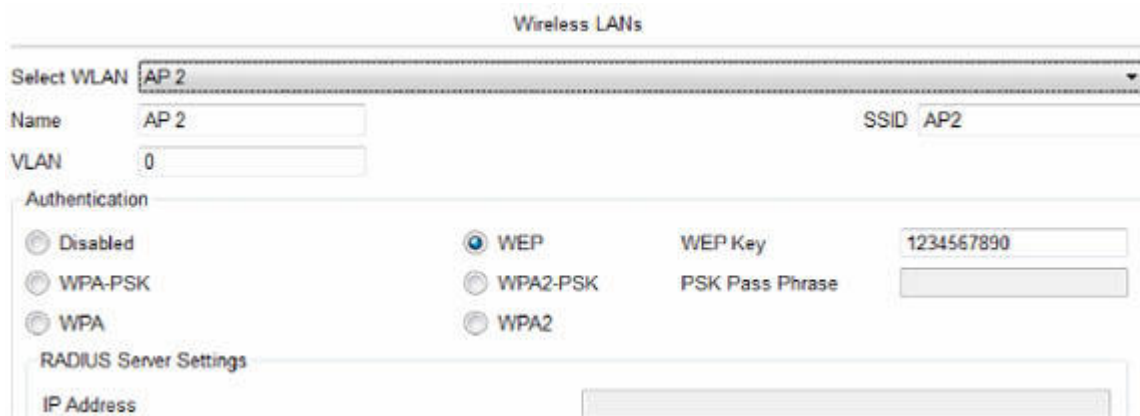 Wireless LANs
Select WLAN AP 2
Name AP 2 SSID AP2
VLAN 0
Authentication
Disabled WEP WEP Key 1234567890
WPA-PSK WPA2-PSK PSK Pass Phrase
WPA WPA2
RADIUS Server Settings
IP Address